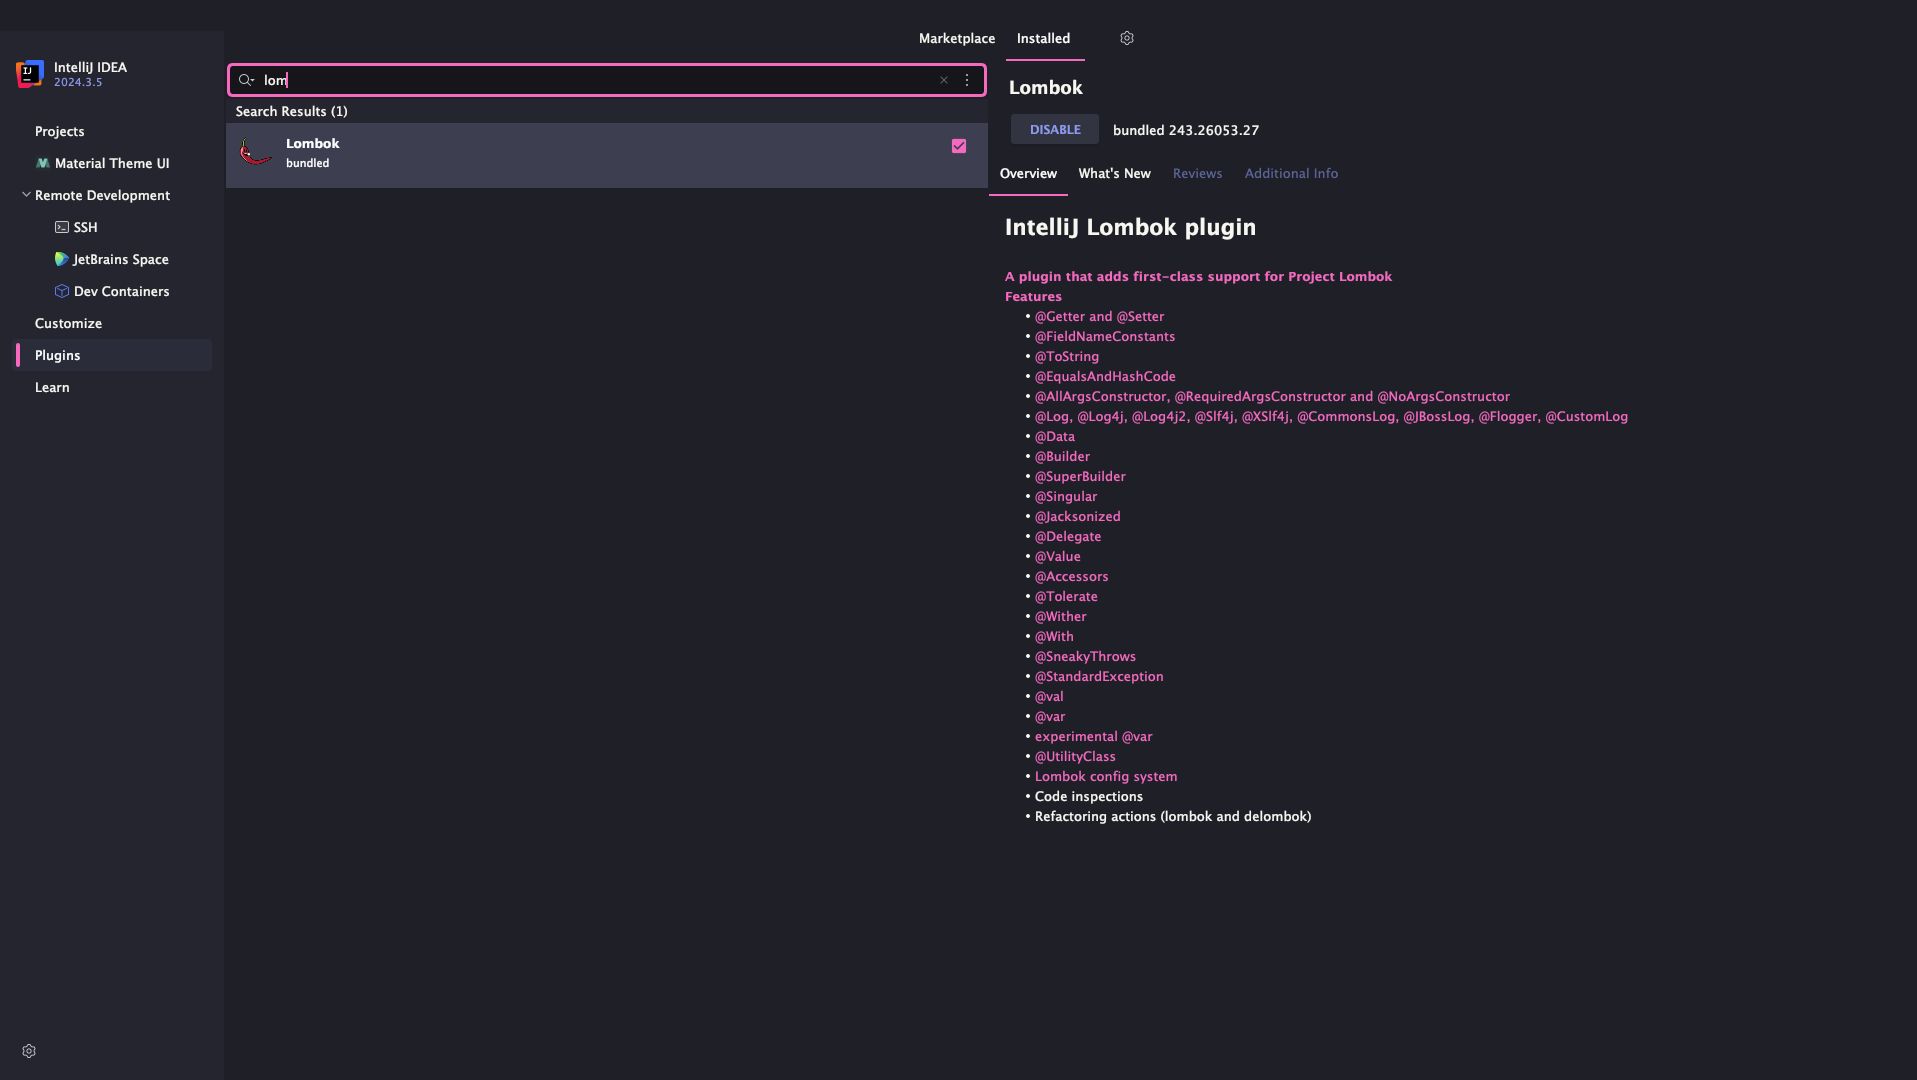 Marketplace
Installed
IntelliJ IDEA
2024.3.5
Projects
Material Theme UI
Remote Development
SSH
JetBrains Space
Dev Containers
Customize
Plugins
Learn
lom
Search Results (1)
Lombok
bundled
Lombok
DISABLE
bundled 243.26053.27
Overview
What's New
Reviews
Additional Info
IntelliJ Lombok plugin
A plugin that adds first-class support for Project Lombok
Features
• @Getter and @Setter
• @FieldNameConstants
• @ToString
• @EqualsAndHashCode
• @AllArgsConstructor, @RequiredArgsConstructor and @NoArgsConstructor
• @Log, @Log4j, @Log4j2, @Slf4j, @XSlf4j, @CommonsLog, @JBossLog, @Flogger, @CustomLog
• @Data
• @Builder
• @SuperBuilder
• @Singular
• @Jacksonized
• @Delegate
• @Value
• @Accessors
• @Tolerate
• @Wither
• @With
• @SneakyThrows
• @StandardException
• @val
• @var
• experimental @var
• @UtilityClass
• Lombok config system
• Code inspections
• Refactoring actions (lombok and delombok)